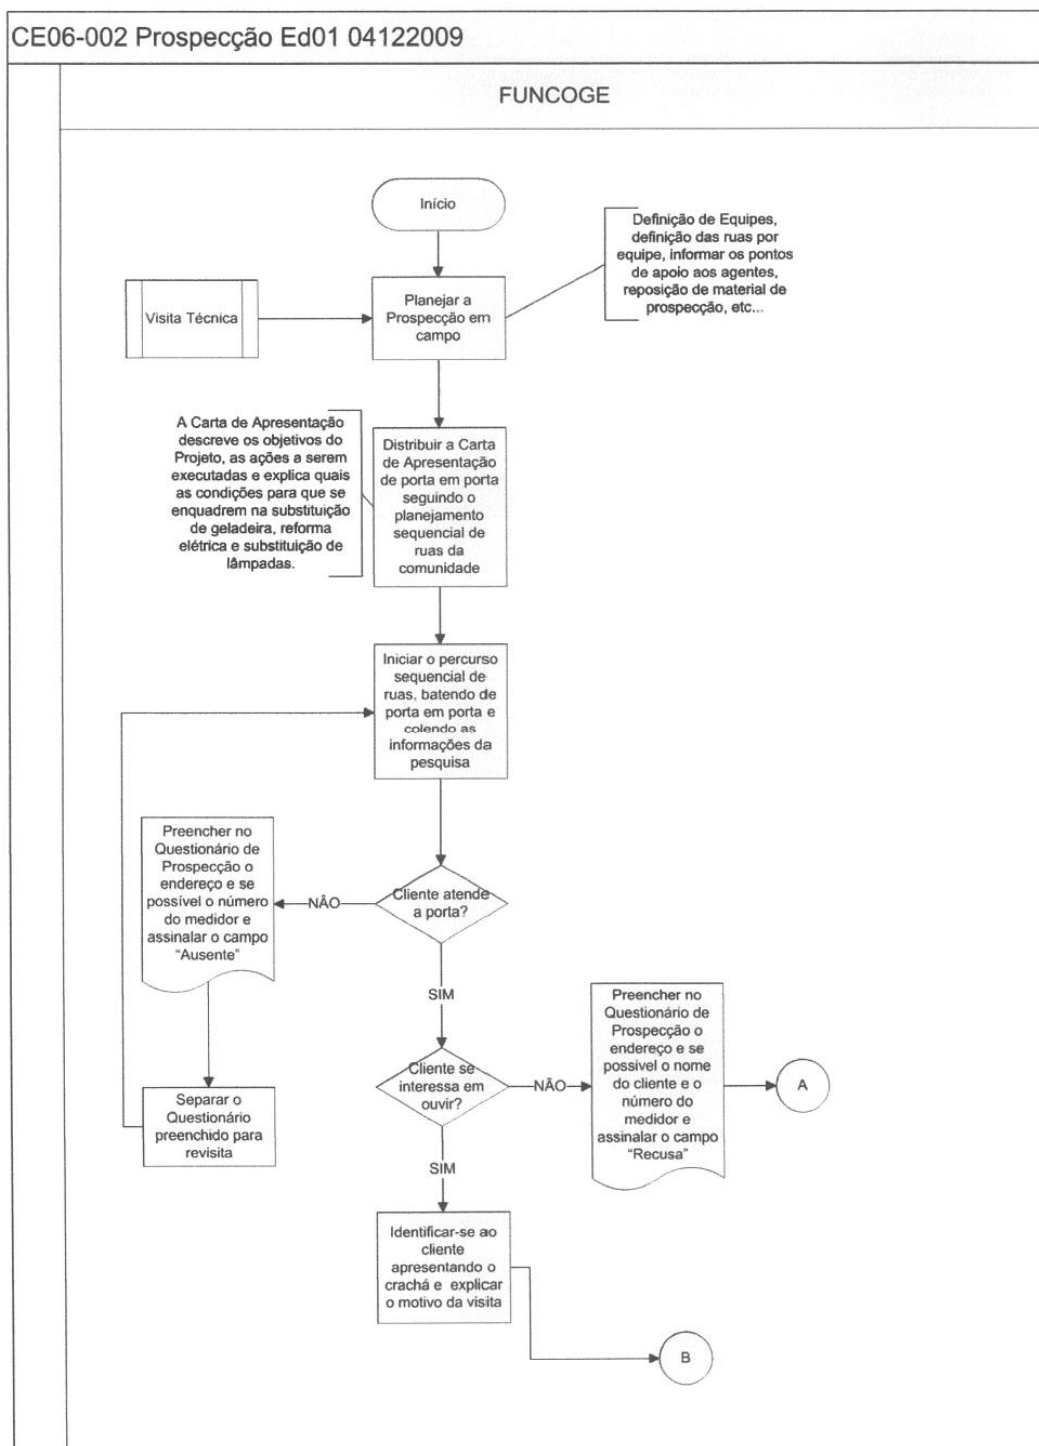 CE06-002 Prospecção Ed01 04122009
FUNCOGE
Início
Definição de Equipes,
definição das ruas por
equipe, informar os pontos
de apoio aos agentes,
reposição de material de
prospecção, etc...
Visita Técnica
Planejar a
Prospecção em
campo
A Carta de Apresentação
descreve os objetivos do
Projeto, as ações a serem
executadas e explica quais
as condições para que se
enquadrem na substituição
de geladeira, reforma
elétrica e substituição de
lâmpadas.
Distribuir a Carta
de Apresentação
de porta em porta
seguindo o
planejamento
sequencial de
ruas da
comunidade
Iniciar o percurso
sequencial de
ruas, batendo de
porta em porta e
colendo as
informações da
pesquisa
Preencher no
Questionário de
Prospecção o
endereço e se
possível o número
do medidor e
assinalar o campo
“Ausente”
NÃO
Cliente atende
a porta?
SIM
Separar o
Questionário
preenchido para
revisita
Cliente se
interessa em
ouvir?
NÃO
Preencher no
Questionário de
Prospecção o
endereço e se
possivel o nome
do cliente e o
número do
medidor e
assinalar o campo
“Recusa”
A
SIM
Identificar-se ao
cliente
apresentando o
crachá e explicar
o motivo da visita
B